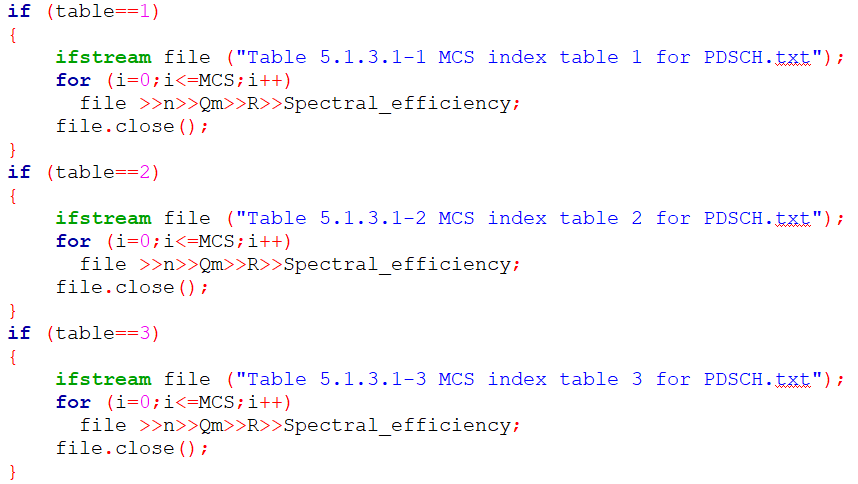 if (table==1)
{
    ifstream file ("Table 5.1.3.1-1 MCS index table 1 for PDSCH.txt");
    for (i=0;i<=MCS;i++)
      file >>n>>Qm>>R>>Spectral_efficiency;
    file.close();
}
if (table==2)
{
    ifstream file ("Table 5.1.3.1-2 MCS index table 2 for PDSCH.txt");
    for (i=0;i<=MCS;i++)
      file >>n>>Qm>>R>>Spectral_efficiency;
    file.close();
}
if (table==3)
{
    ifstream file ("Table 5.1.3.1-3 MCS index table 3 for PDSCH.txt");
    for (i=0;i<=MCS;i++)
      file >>n>>Qm>>R>>Spectral_efficiency;
    file.close();
}